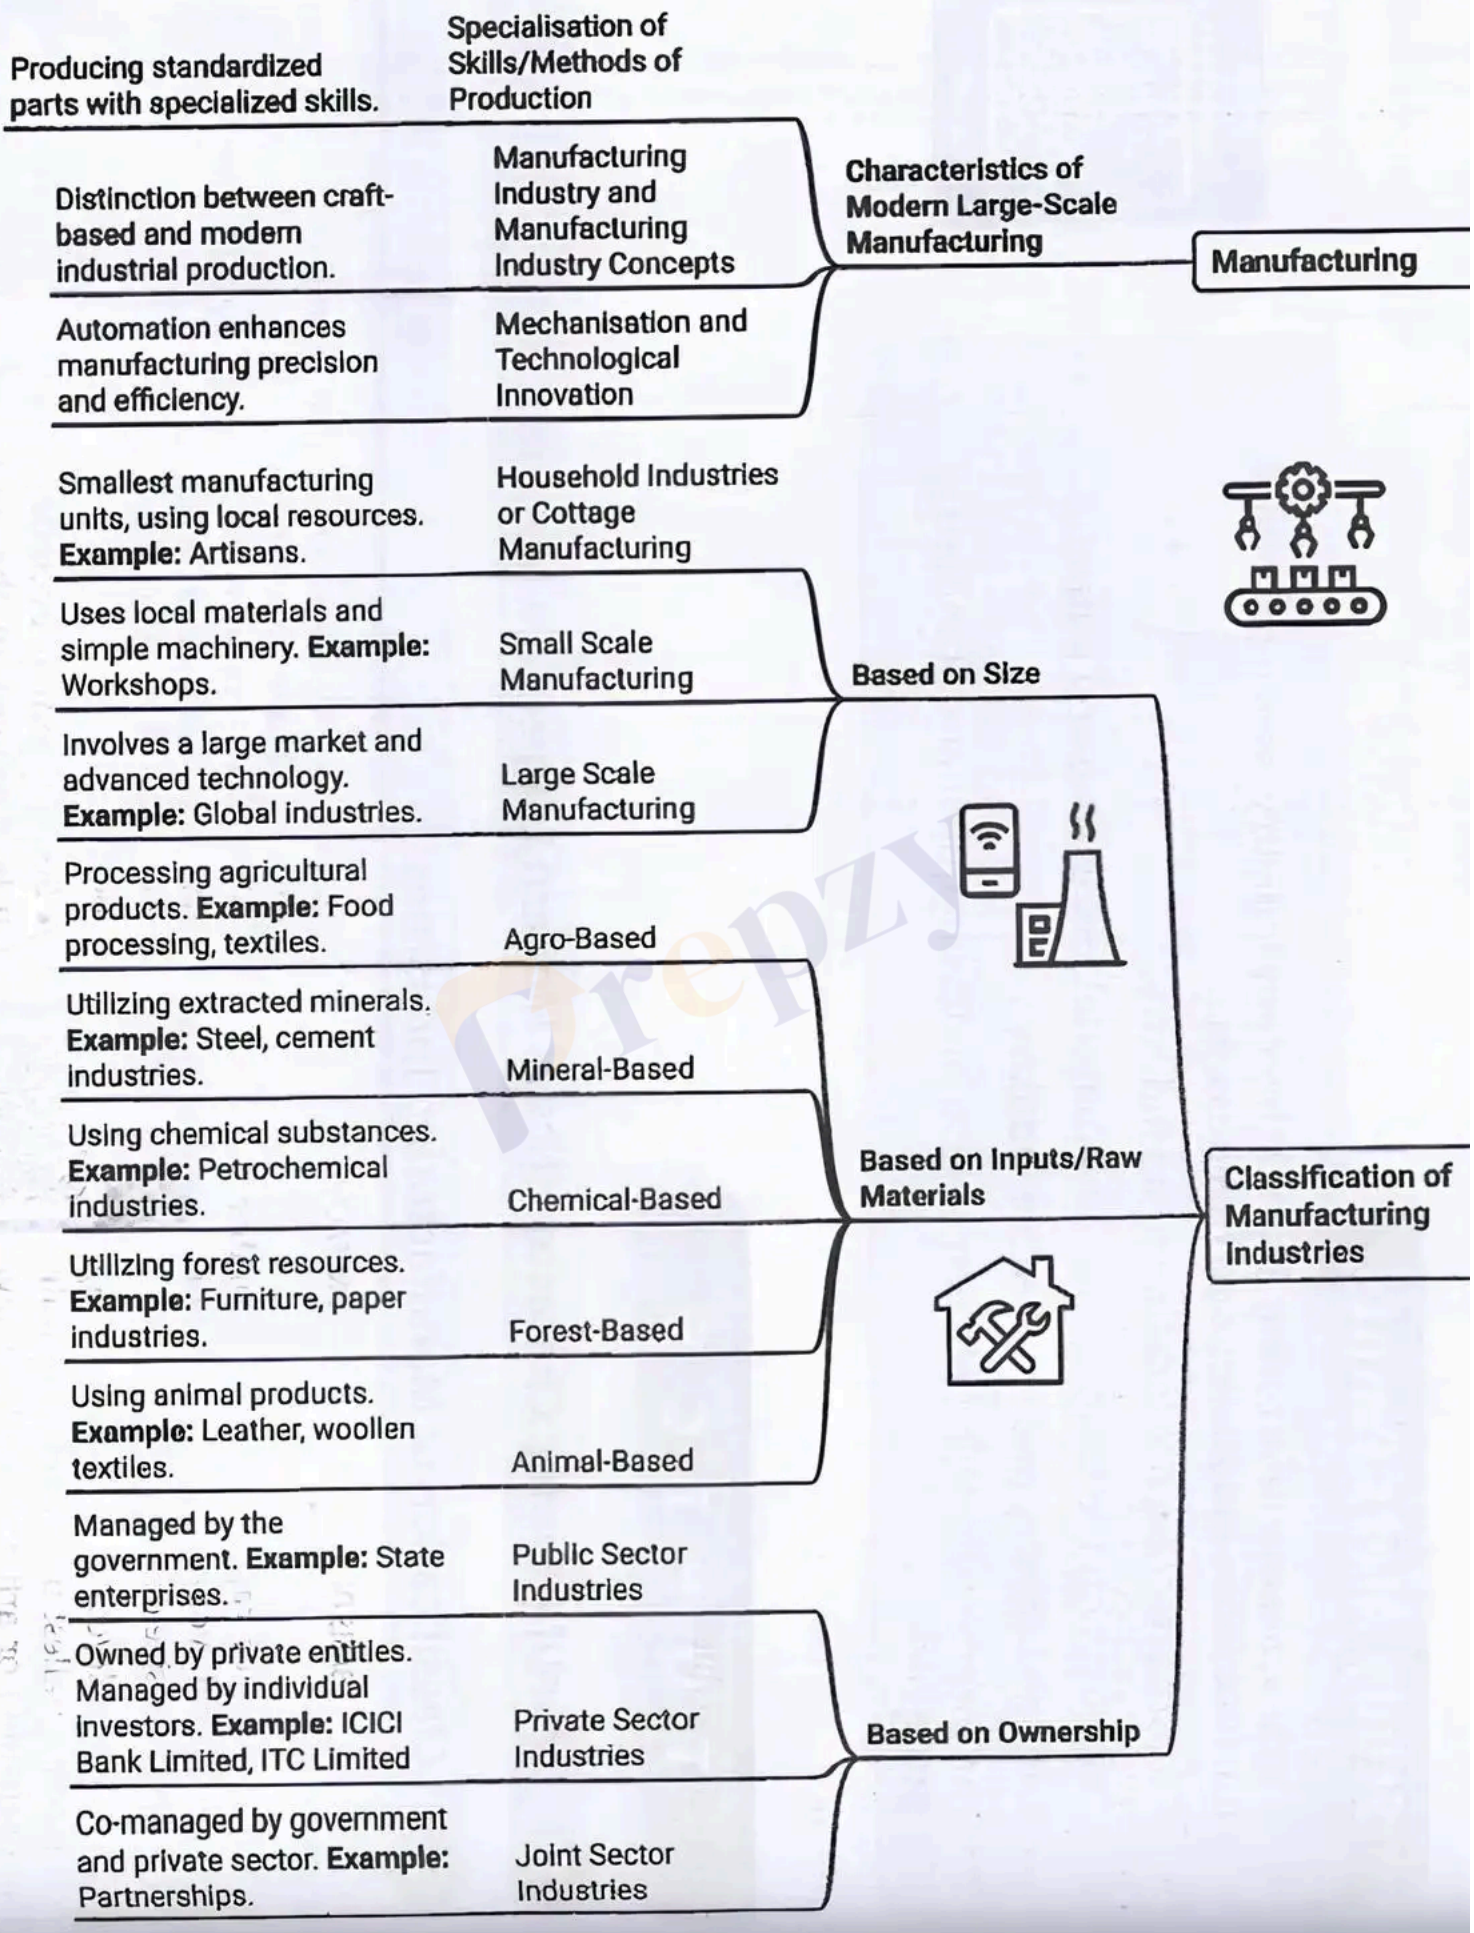 Producing standardized
parts with specialized skills.
Specialisation of
Skills/Methods of
Production
Distinction between craft-
based and modern
industrial production.
Manufacturing
Industry and
Manufacturing
Industry Concepts
Automation enhances
manufacturing precision
and efficiency.
Mechanisation and
Technological
Innovation
Characteristics of
Modern Large-Scale
Manufacturing
Manufacturing
Smallest manufacturing
units, using local resources.
Example: Artisans.
Household Industries
or Cottage
Manufacturing
Uses local materials and
simple machinery. Example:
Workshops.
Small Scale
Manufacturing
Involves a large market and
advanced technology.
Example: Global industries.
Large Scale
Manufacturing
Based on Size
Processing agricultural
products. Example: Food
processing, textiles.
Agro-Based
Utilizing extracted minerals.
Example: Steel, cement
industries.
Mineral-Based
Using chemical substances.
Example: Petrochemical
industries.
Chemical-Based
Utilizing forest resources.
Example: Furniture, paper
industries.
Forest-Based
Using animal products.
Example: Leather, woollen
textiles.
Animal-Based
Based on Inputs/Raw
Materials
Classification of
Manufacturing
Industries
Managed by the
government. Example: State
enterprises.
Public Sector
Industries
Owned by private entities.
Managed by individual
investors. Example: ICICI
Bank Limited, ITC Limited
Private Sector
Industries
Co-managed by government
and private sector. Example:
Partnerships.
Joint Sector
Industries
Based on Ownership
Prepzy